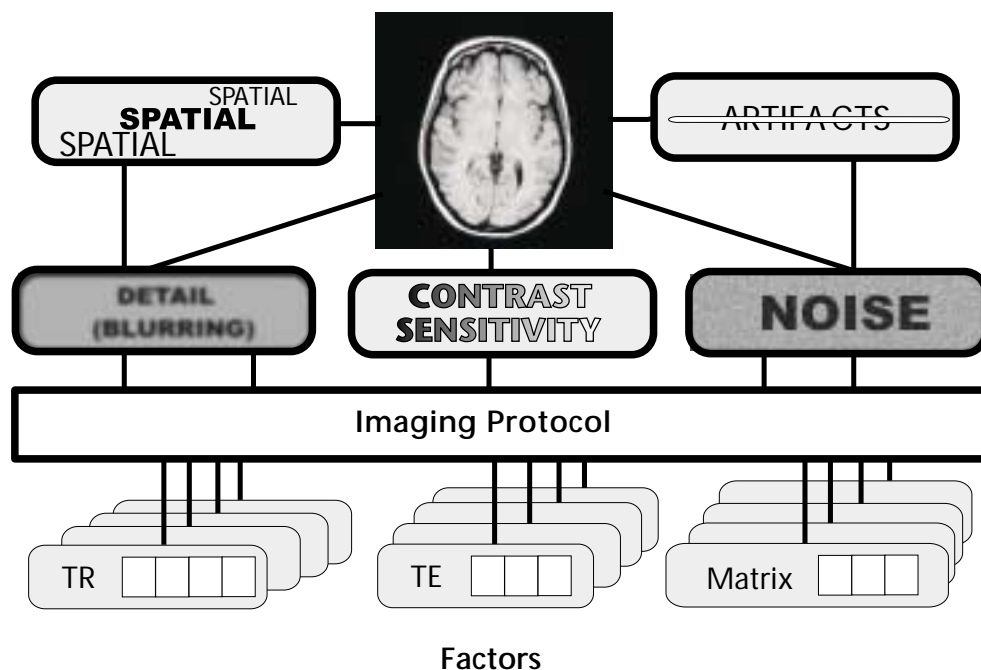 SPATIAL
SPATIAL
SPATIAL
ARTIFACTS
DETAIL
(BLURRING)
CONTRAST
SENSITIVITY
NOISE
Imaging Protocol
TR
TE
Matrix
Factors